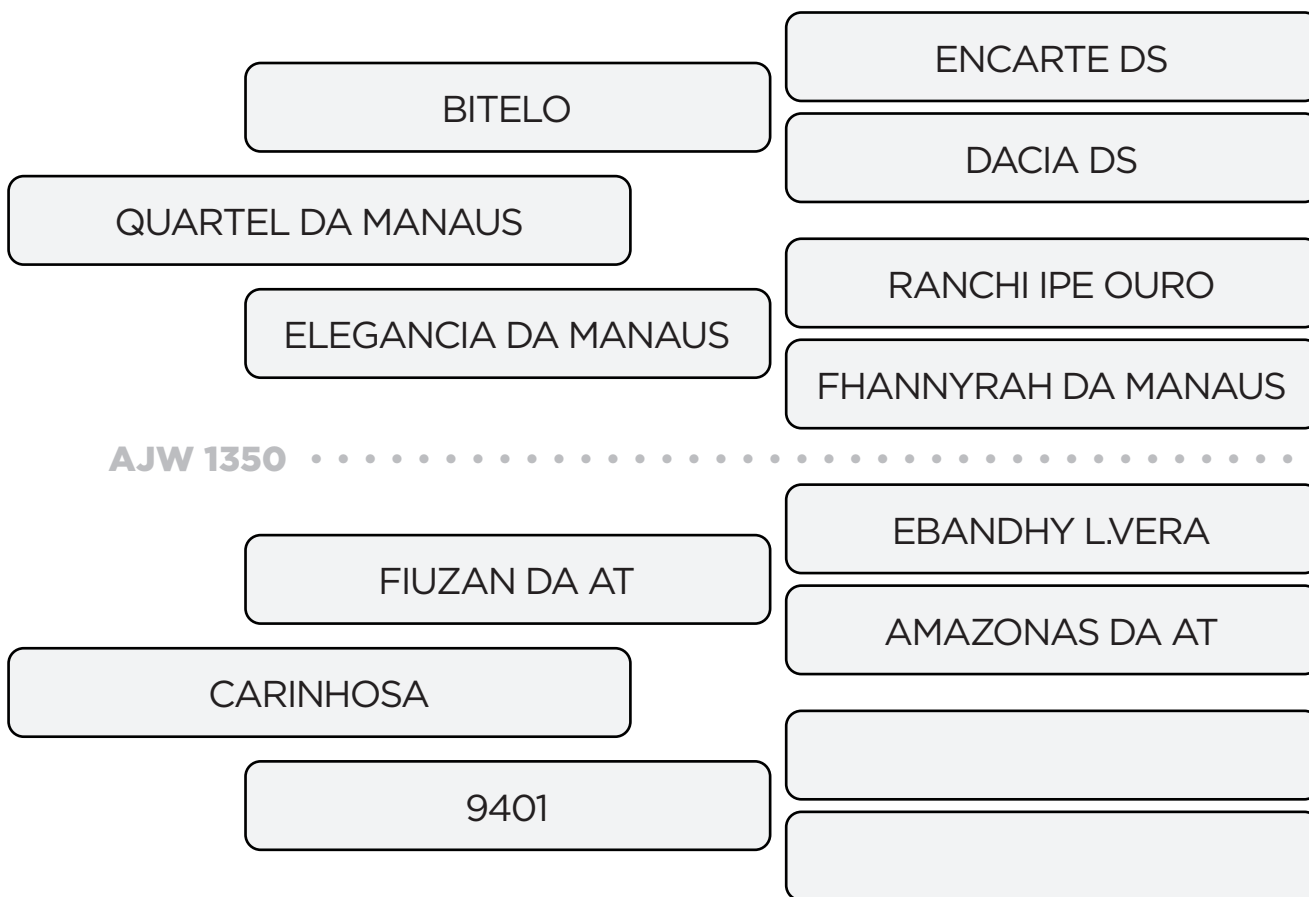 ENCARTE DS
BITELO
DACIA DS
QUARTEL DA MANAUS
RANCHI IPE OURO
ELEGANCIA DA MANAUS
FHANNYRAH DA MANAUS
AJW 1350
EBANDHY L.VERA
FIUZAN DA AT
AMAZONAS DA AT
CARINHOSA
9401